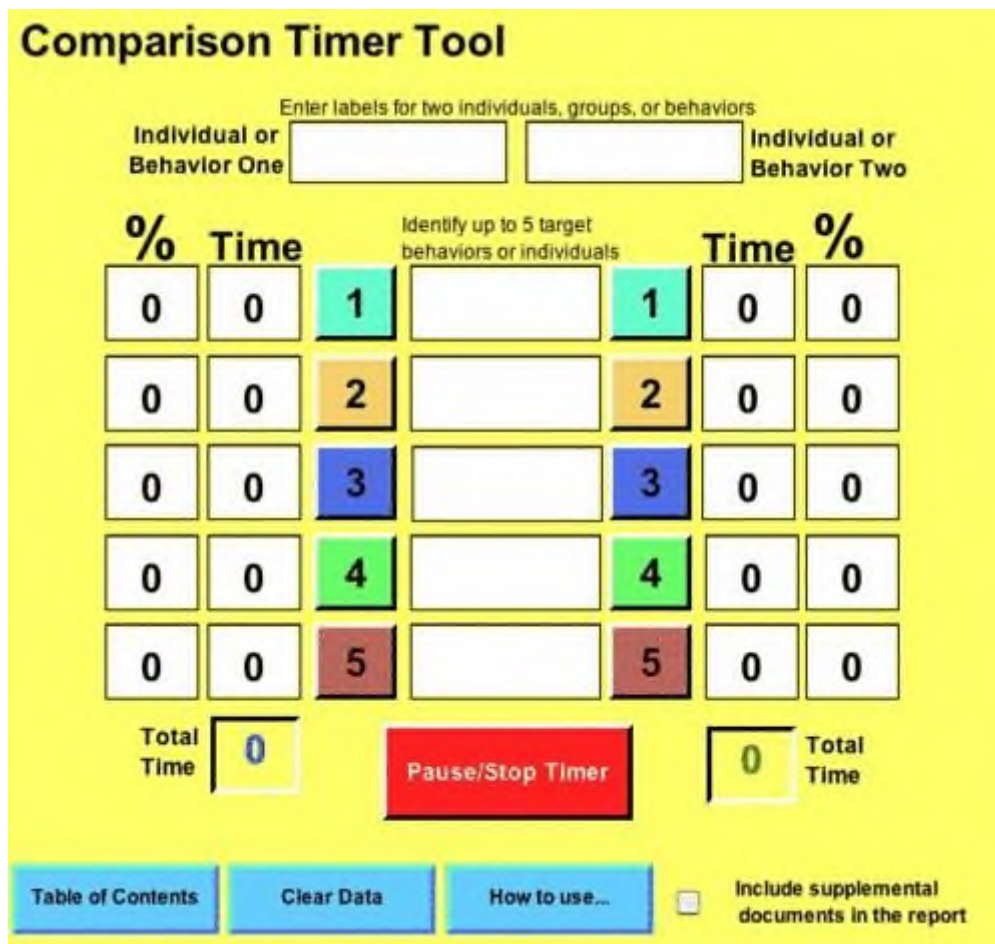 Comparison Timer Tool
Enter labels for two individuals, groups, or behaviors
Individual or
Behavior One
Individual or
Behavior Two
% Time
Identify up to 5 target
behaviors or individuals
Time %
0 0 1 1 0 0
0 0 2 2 0 0
0 0 3 3 0 0
0 0 4 4 0 0
0 0 5 5 0 0
Total
Time
0
Pause/Stop Timer
0
Total
Time
Table of Contents
Clear Data
How to use...
Include supplemental
documents in the report